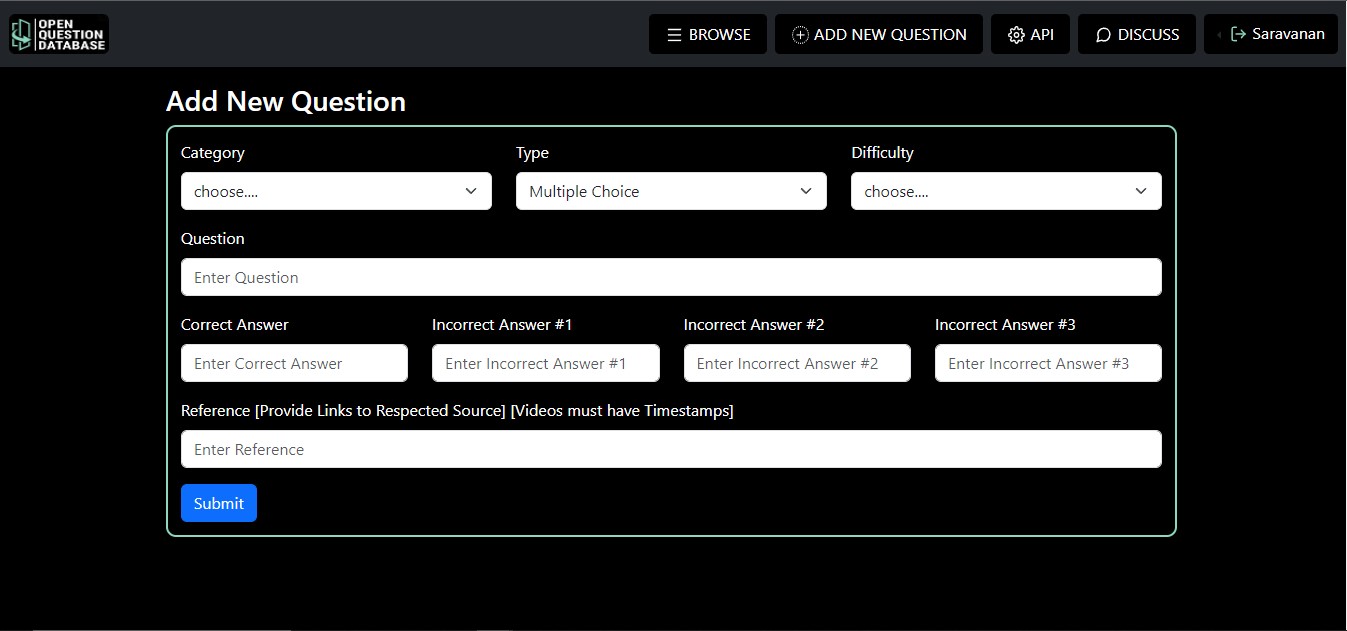 OPEN
QUESTION
DATABASE
BROWSE
ADD NEW QUESTION
API
DISCUSS
Saravanan
Add New Question
Category
Type
Difficulty
choose....
Multiple Choice
choose....
Question
Enter Question
Correct Answer
Incorrect Answer #1
Incorrect Answer #2
Incorrect Answer #3
Enter Correct Answer
Enter Incorrect Answer #1
Enter Incorrect Answer #2
Enter Incorrect Answer #3
Reference [Provide Links to Respected Source] [Videos must have Timestamps]
Enter Reference
Submit